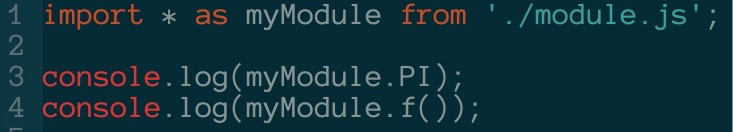 1 import * as myModule from './module.js';
2
3 console.log(myModule.PI);
4 console.log(myModule.f());